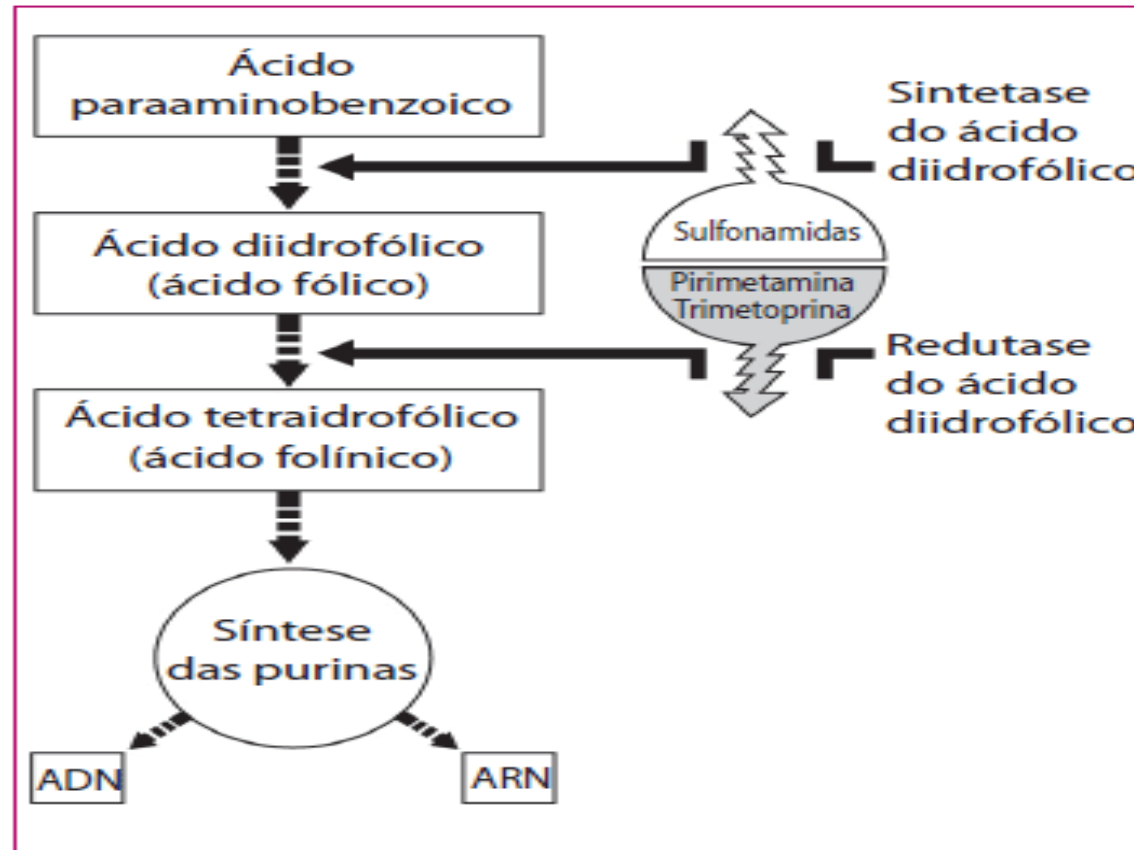 Ácido
paraaminobenzoico
Sintetase
do ácido
diidrofólico
Sulfonamidas
Ácido diidrofólico
(ácido fólico)
Pirimetamina
Trimetoprina
Redutase
do ácido
diidrofólico
Ácido tetraidrofólico
(ácido folínico)
Síntese
das purinas
ADN
ARN